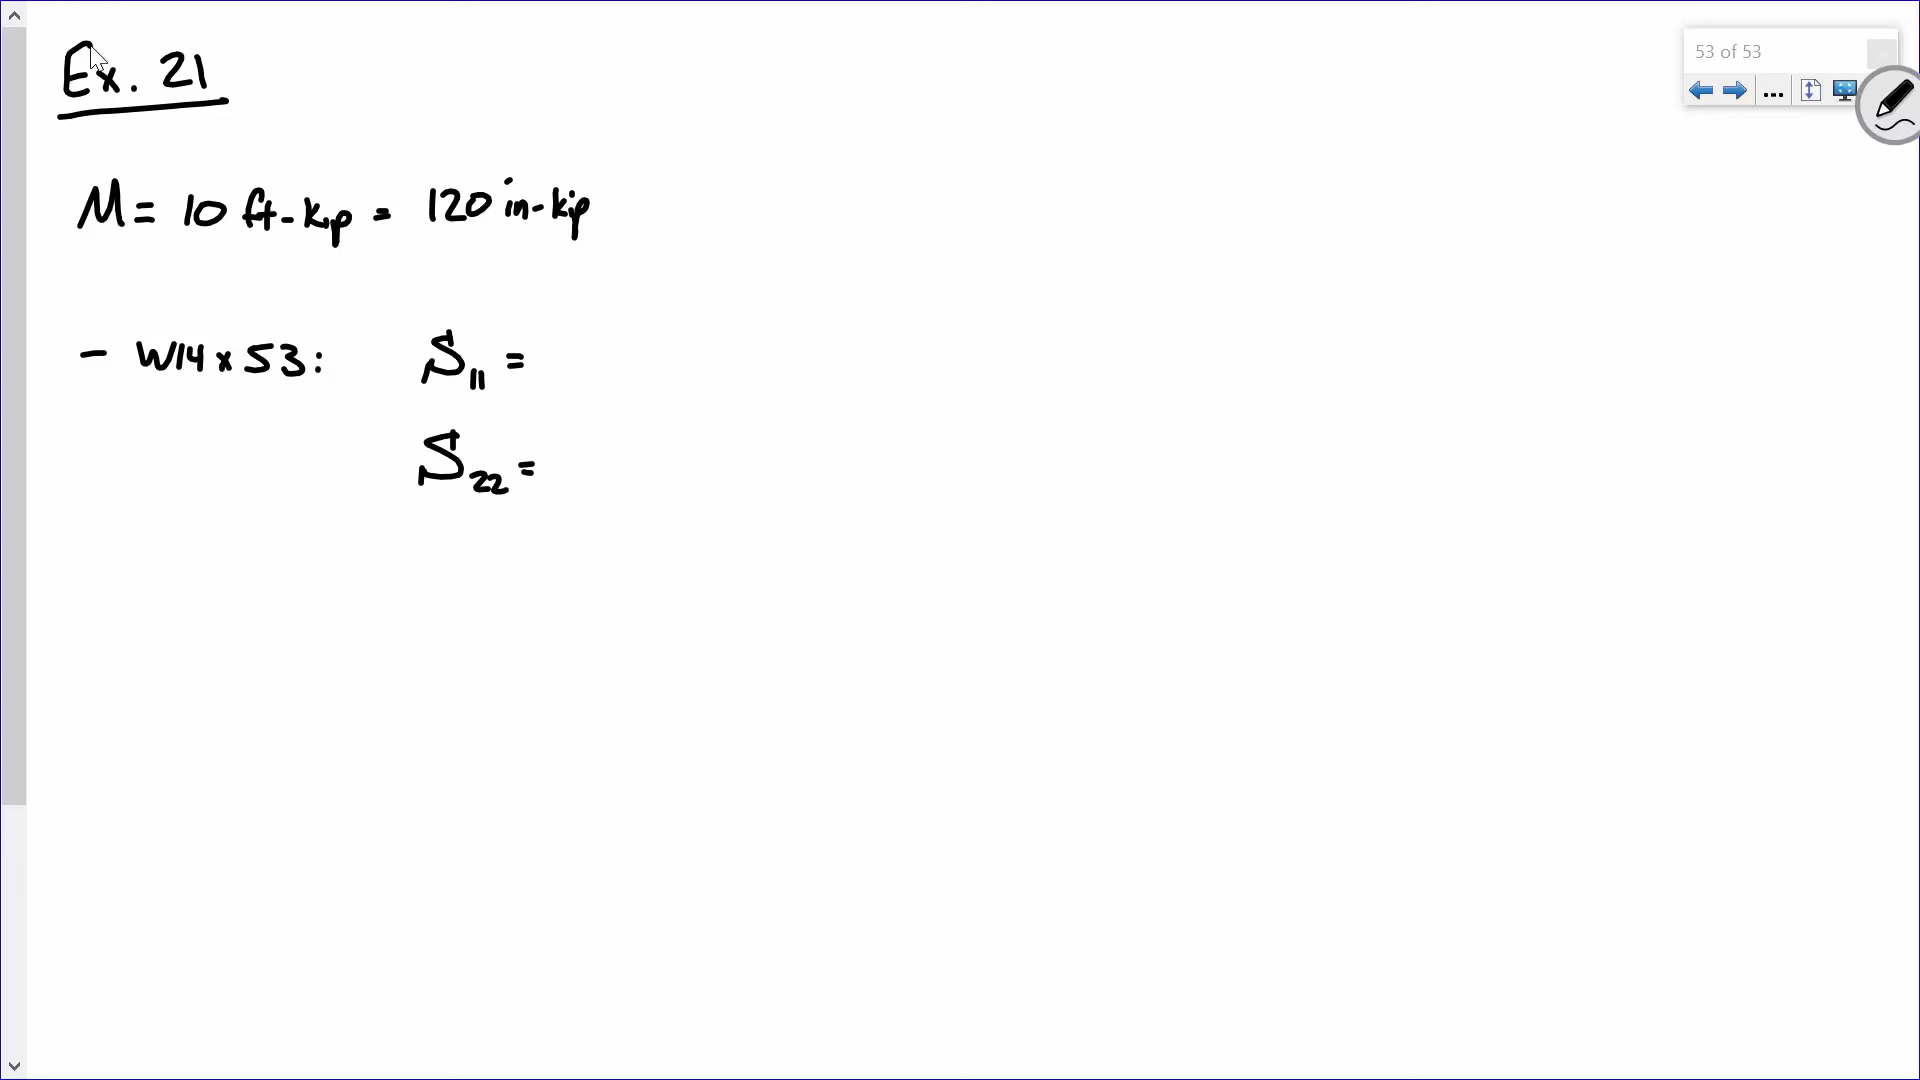 Ex. 21
53 of 53
...
M = 10 ft-kip = 120 in-kip
- W14 x 53: S11 =
S22 =